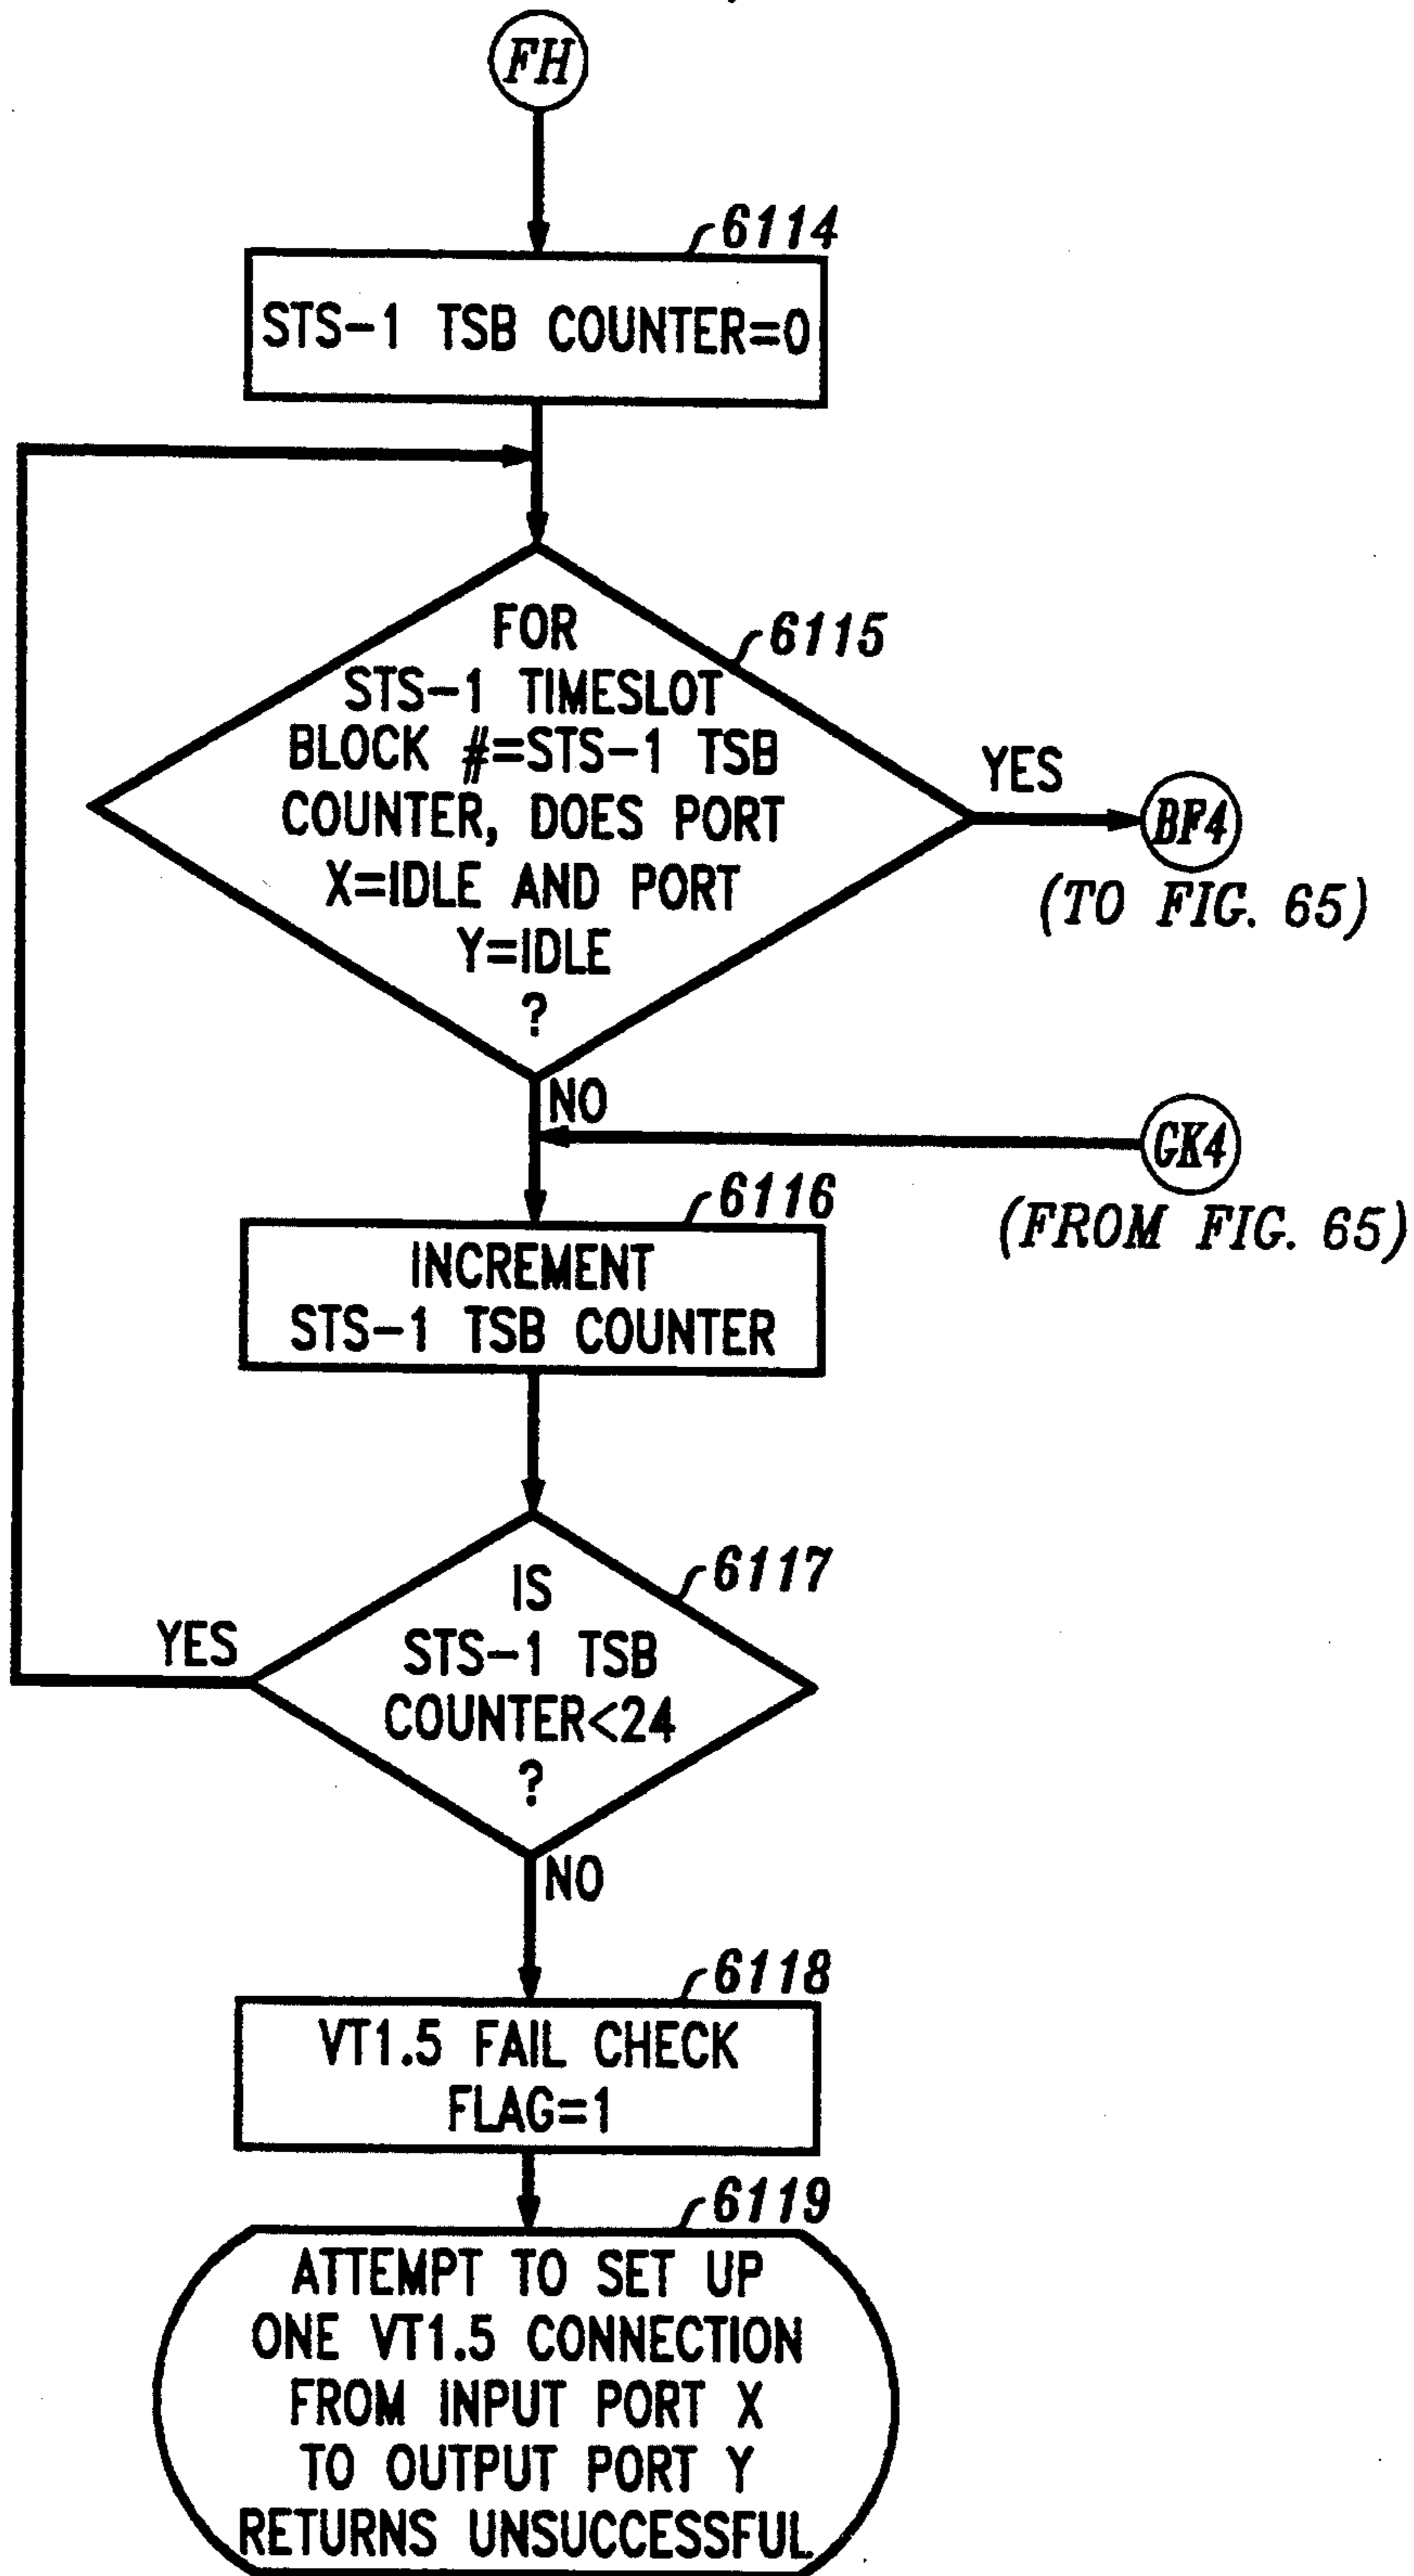 FH
6114
STS-1 TSB COUNTER=0
FOR
STS-1 TIMESLOT
BLOCK #=STS-1 TSB
COUNTER, DOES PORT
X=IDLE AND PORT
Y=IDLE
?
6115
YES
BF4
(TO FIG. 65)
NO
GK4
(FROM FIG. 65)
6116
INCREMENT
STS-1 TSB COUNTER
6117
IS
STS-1 TSB
COUNTER<24
?
YES
NO
6118
VT1.5 FAIL CHECK
FLAG=1
6119
ATTEMPT TO SET UP
ONE VT1.5 CONNECTION
FROM INPUT PORT X
TO OUTPUT PORT Y
RETURNS UNSUCCESSFUL